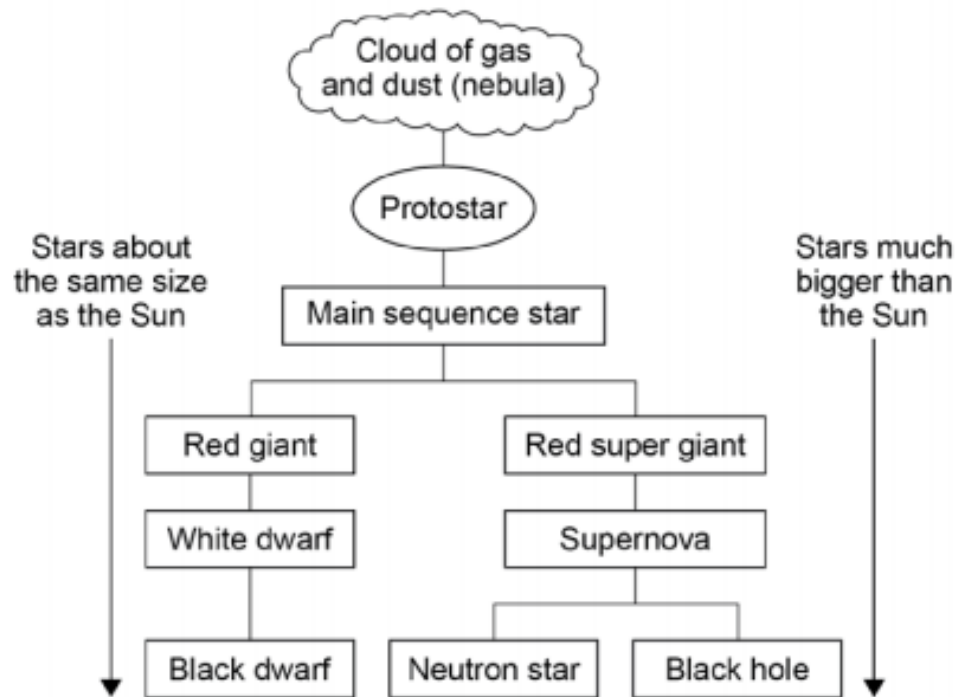 Cloud of gas
and dust (nebula)
Protostar
Stars about
the same size
as the Sun
Stars much
bigger than
the Sun
Main sequence star
Red giant
Red super giant
White dwarf
Supernova
Black dwarf
Neutron star
Black hole